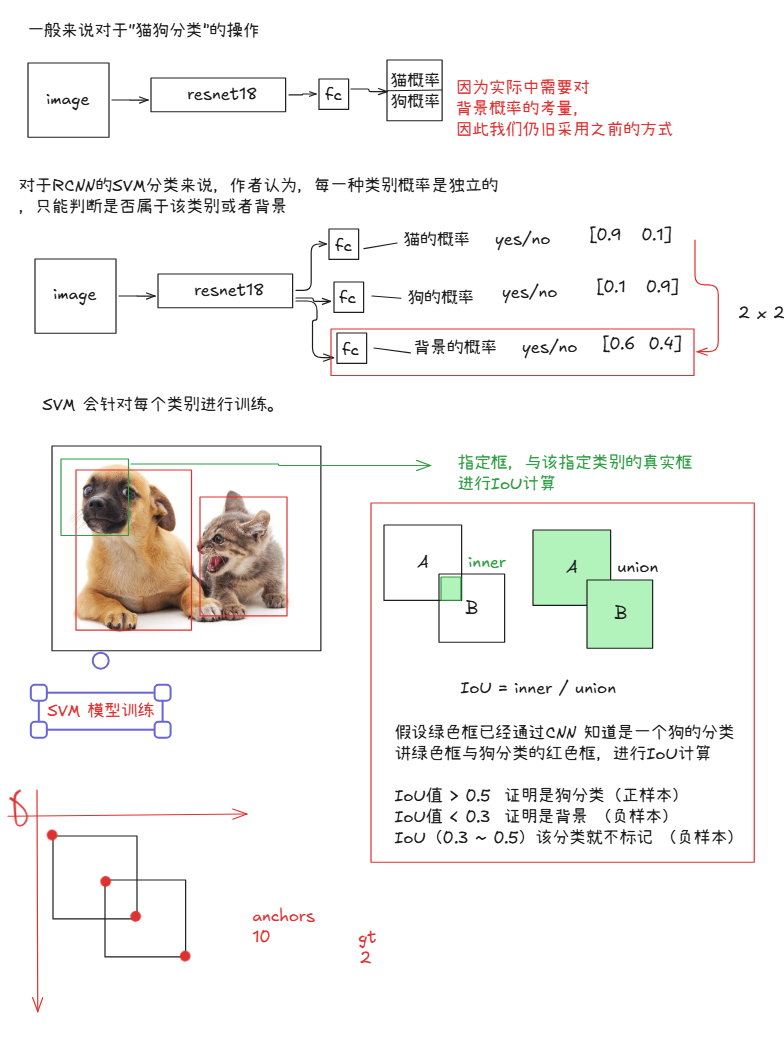 一般来说对于"猫狗分类"的操作
image
resnet18
fc
猫概率
狗概率
因为实际中需要对
背景概率的考量，
因此我们仍旧采用之前的方式
对于RCNN的SVM分类来说，作者认为，每一种类别概率是独立的
，只能判断是否属于该类别或者背景
image
resnet18
fc 猫的概率 yes/no [0.9 0.1]
fc 狗的概率 yes/no [0.1 0.9]
fc 背景的概率 yes/no [0.6 0.4]
2 x 2
SVM 会针对每个类别进行训练。
指定框，与该指定类别的真实框
进行IoU计算
A
inner
B
A
union
B
IoU = inner / union
SVM 模型训练
假设绿色框已经通过CNN 知道是一个狗的分类
讲绿色框与狗分类的红色框，进行IoU计算
IoU值 > 0.5 证明是狗分类（正样本）
IoU值 < 0.3 证明是背景 （负样本）
IoU（0.3 ~ 0.5）该分类就不标记 （负样本）
anchors
10
gt
2